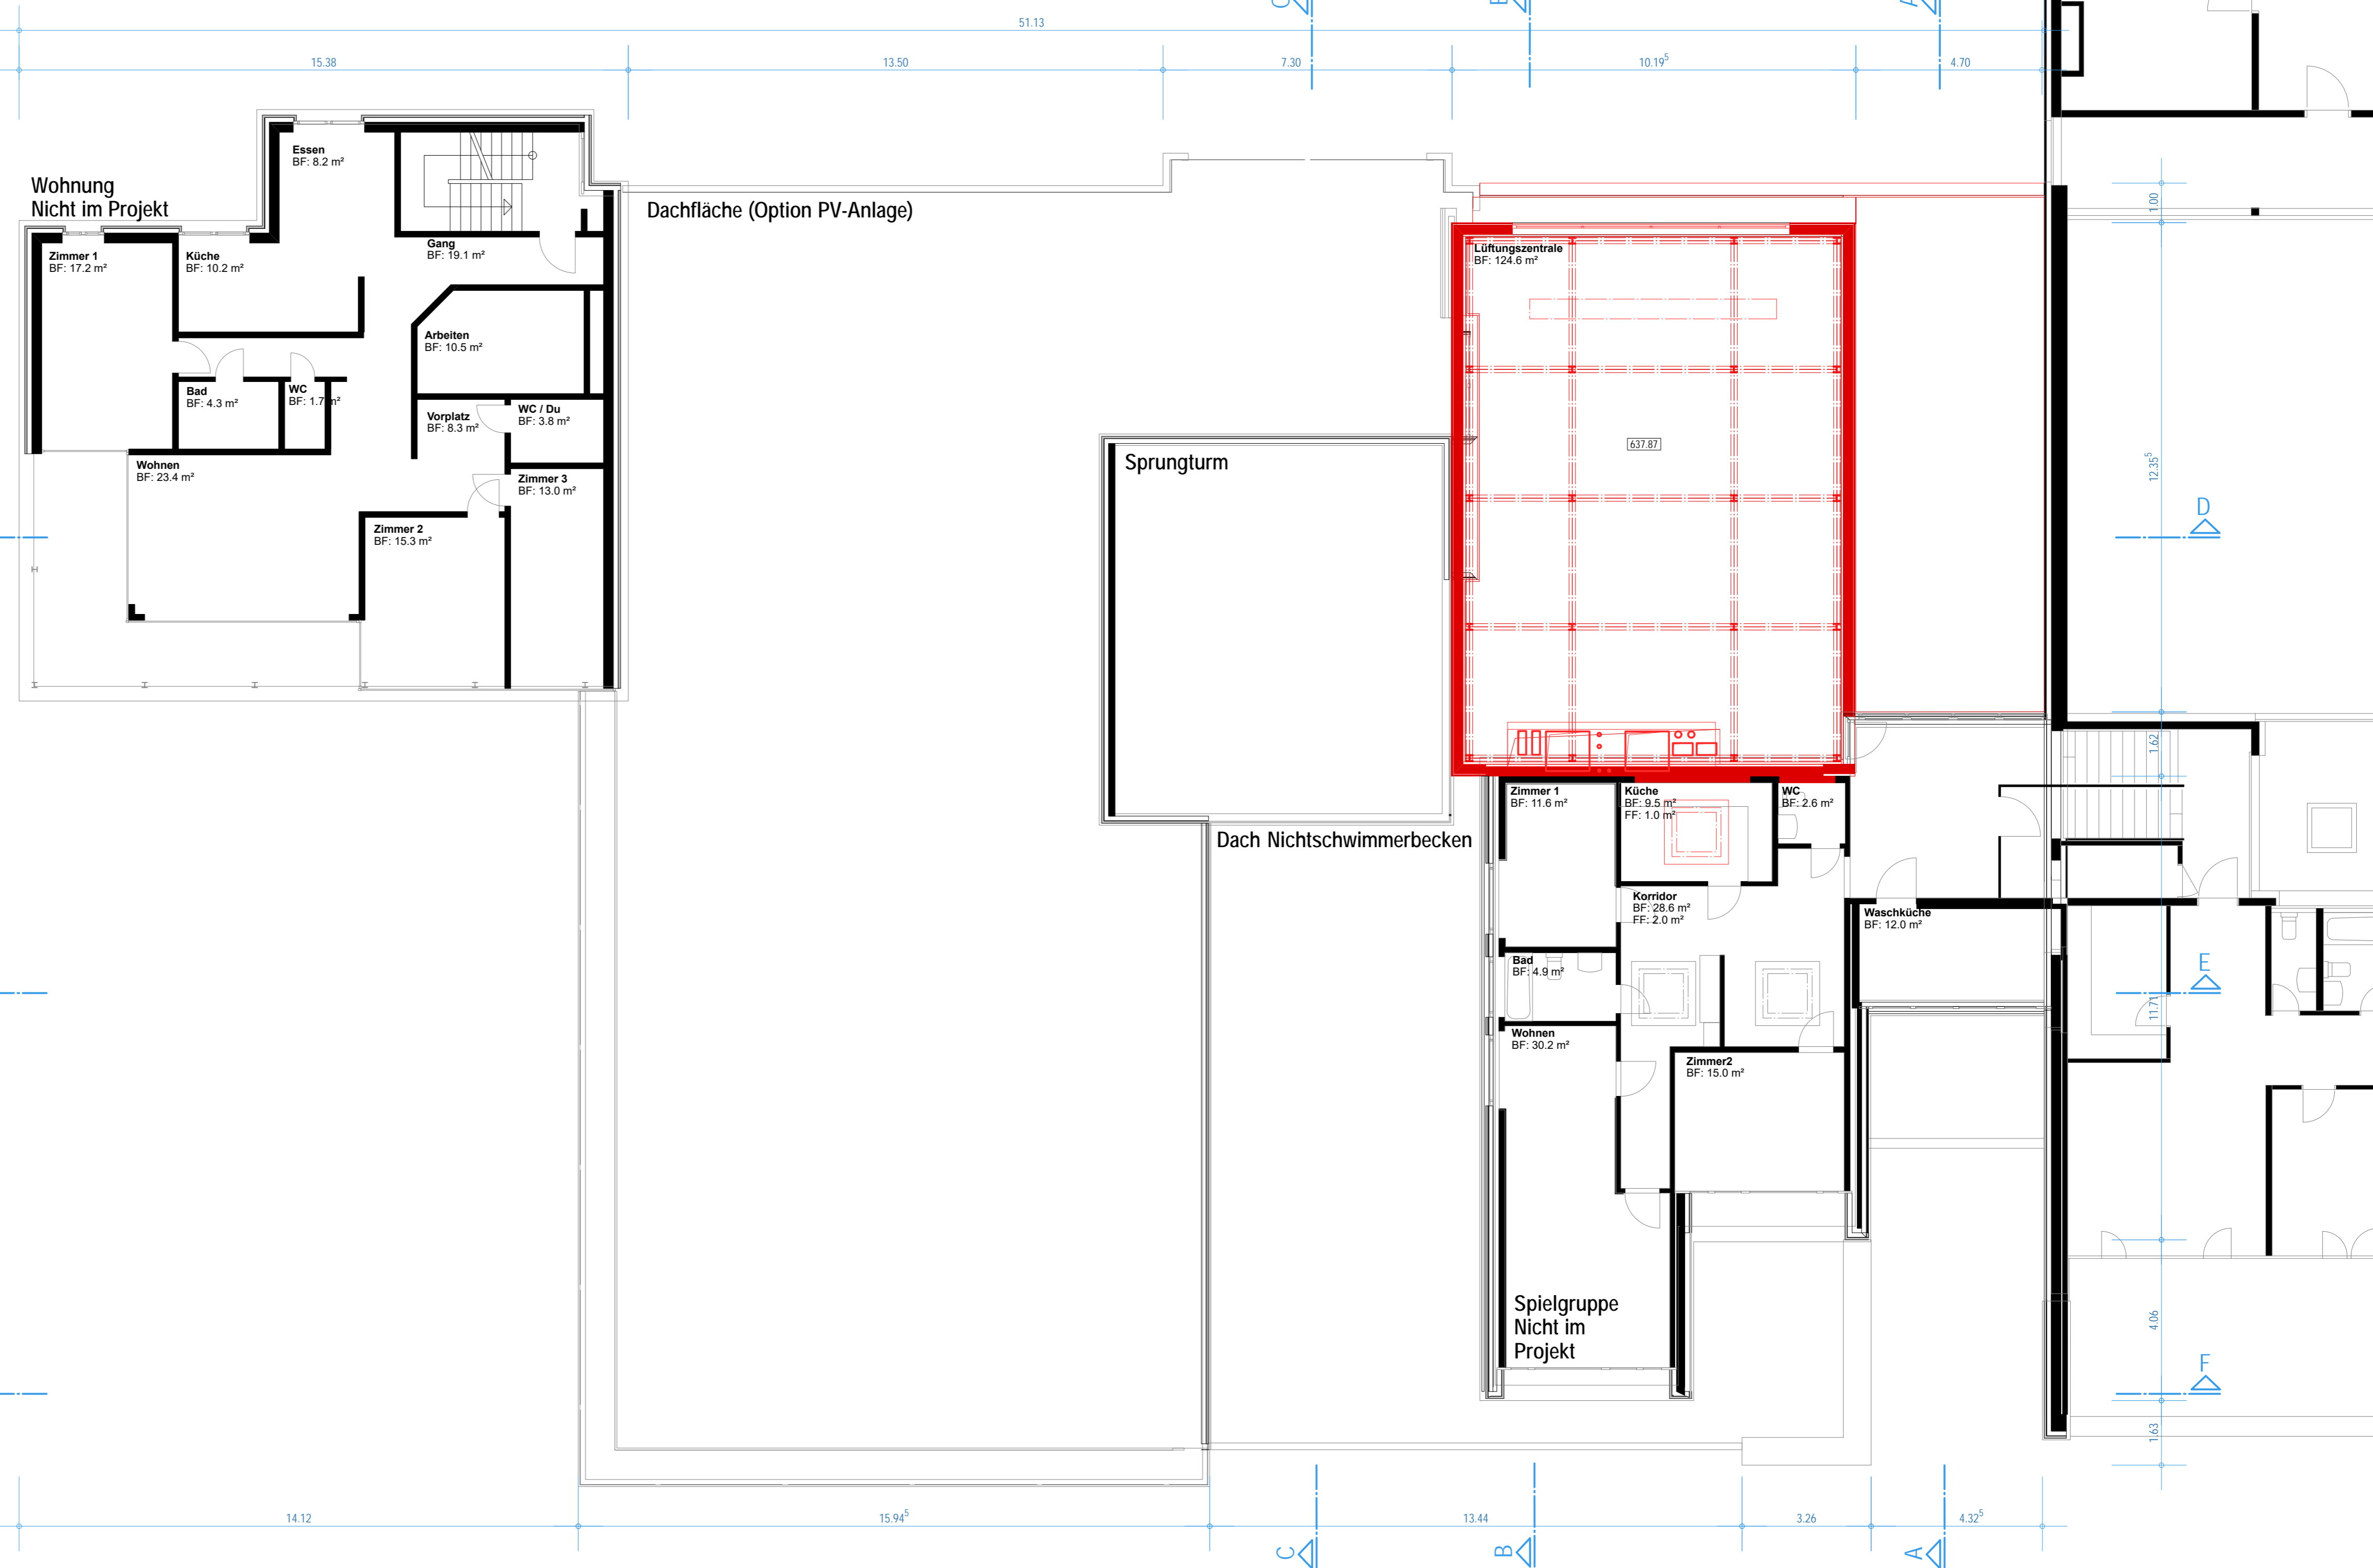 51.13
15.38
13.50
7.30
10.19⁵
4.70
Wohnung
Nicht im Projekt
Essen
BF: 8.2 m²
Zimmer 1
BF: 17.2 m²
Küche
BF: 10.2 m²
Gang
BF: 19.1 m²
Arbeiten
BF: 10.5 m²
Bad
BF: 4.3 m²
WC
BF: 1.7 m²
Vorplatz
BF: 8.3 m²
WC / Du
BF: 3.8 m²
Wohnen
BF: 23.4 m²
Zimmer 3
BF: 13.0 m²
Zimmer 2
BF: 15.3 m²
Dachfläche (Option PV-Anlage)
Sprungturm
Dach Nichtschwimmerbecken
Lüftungszentrale
BF: 124.6 m²
637.87
Zimmer 1
BF: 11.6 m²
Küche
BF: 9.5 m²
FF: 1.0 m²
WC
BF: 2.6 m²
Korridor
BF: 28.6 m²
FF: 2.0 m²
Waschküche
BF: 12.0 m²
Bad
BF: 4.9 m²
Wohnen
BF: 30.2 m²
Zimmer2
BF: 15.0 m²
Spielgruppe
Nicht im
Projekt
1.00
12.35⁵
D
1.62
E
11.71
4.06
F
1.63
14.12
15.94⁵
13.44
3.26
4.32⁵
C
B
A